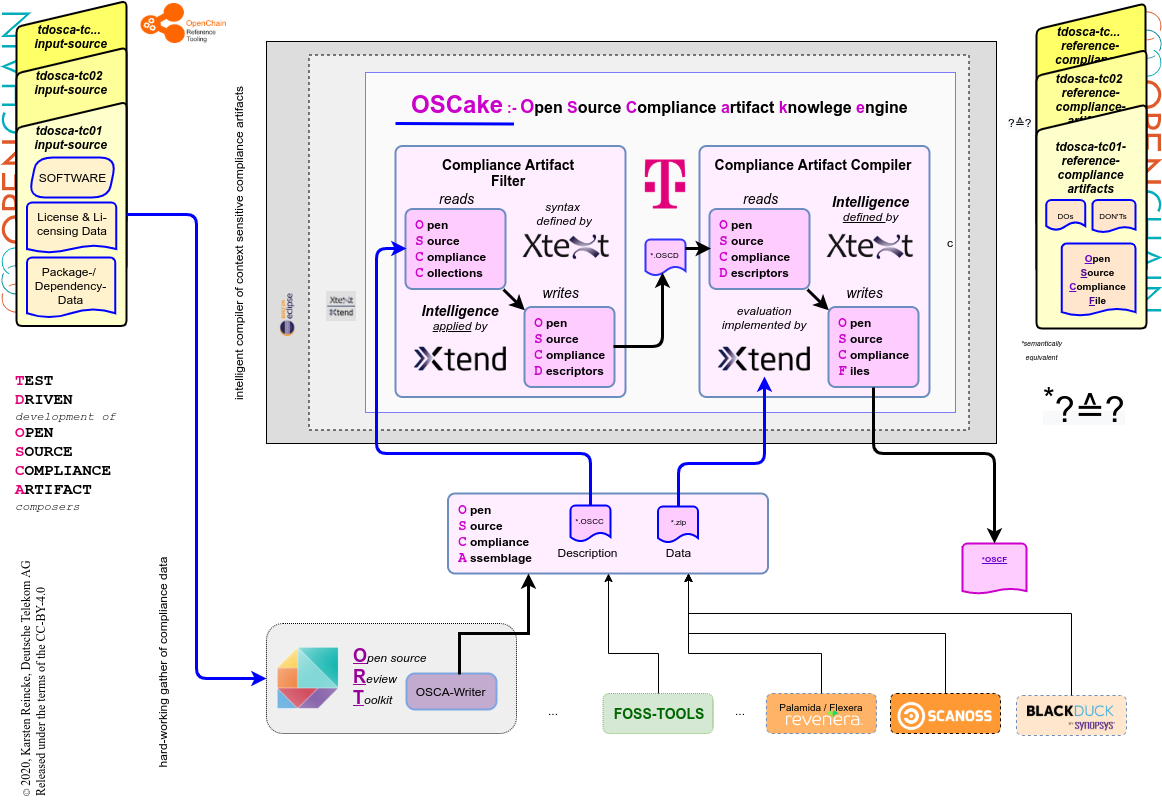 tdosca-tc...
input-source
tdosca-tc02
input-source
tdosca-tc01
input-source
SOFTWARE
License & Li-
censing Data
Package-/
Dependency-
Data
OpenChain
Reference
Tooling
TEST
DRIVEN
development of
OPEN
SOURCE
COMPLIANCE
ARTIFACT
composers
© 2020, Karsten Reincke, Deutsche Telekom AG
Released under the terms of the CC-BY-4.0
hard-working gather of compliance data
intelligent compiler of context sensitive compliance artifacts
eclipse
Xtext
Xtend
OSCake :- Open Source Compliance artifact knowlege engine
Compliance Artifact
Filter
reads
Open
Source
Compliance
Collections
syntax
defined by
Xtext
Intelligence
applied by
Xtend
writes
Open
Source
Compliance
Descriptors
T
*.OSCD
Compliance Artifact Compiler
reads
Open
Source
Compliance
Descriptors
Intelligence
defined by
Xtext
evaluation
implemented by
Xtend
writes
Open
Source
Compliance
Files
c
Open
Source
Compliance
Assemblage
*.OSCC
Description
*.zip
Data
*OSCF
Open source
Review
Toolkit
OSCA-Writer
...
FOSS-TOOLS
...
Palamida / Flexera
revenera.
SCANOSS
BLACKDUCK
BY SYNOPSYS
?≙?
tdosca-tc...
reference-
tdosca-tc02
reference-
compliance-
tdosca-tc01-
reference-
compliance
artifacts
DOs
DON'Ts
Open
Source
Compliance
File
*semantically
equivalent
*?≙?